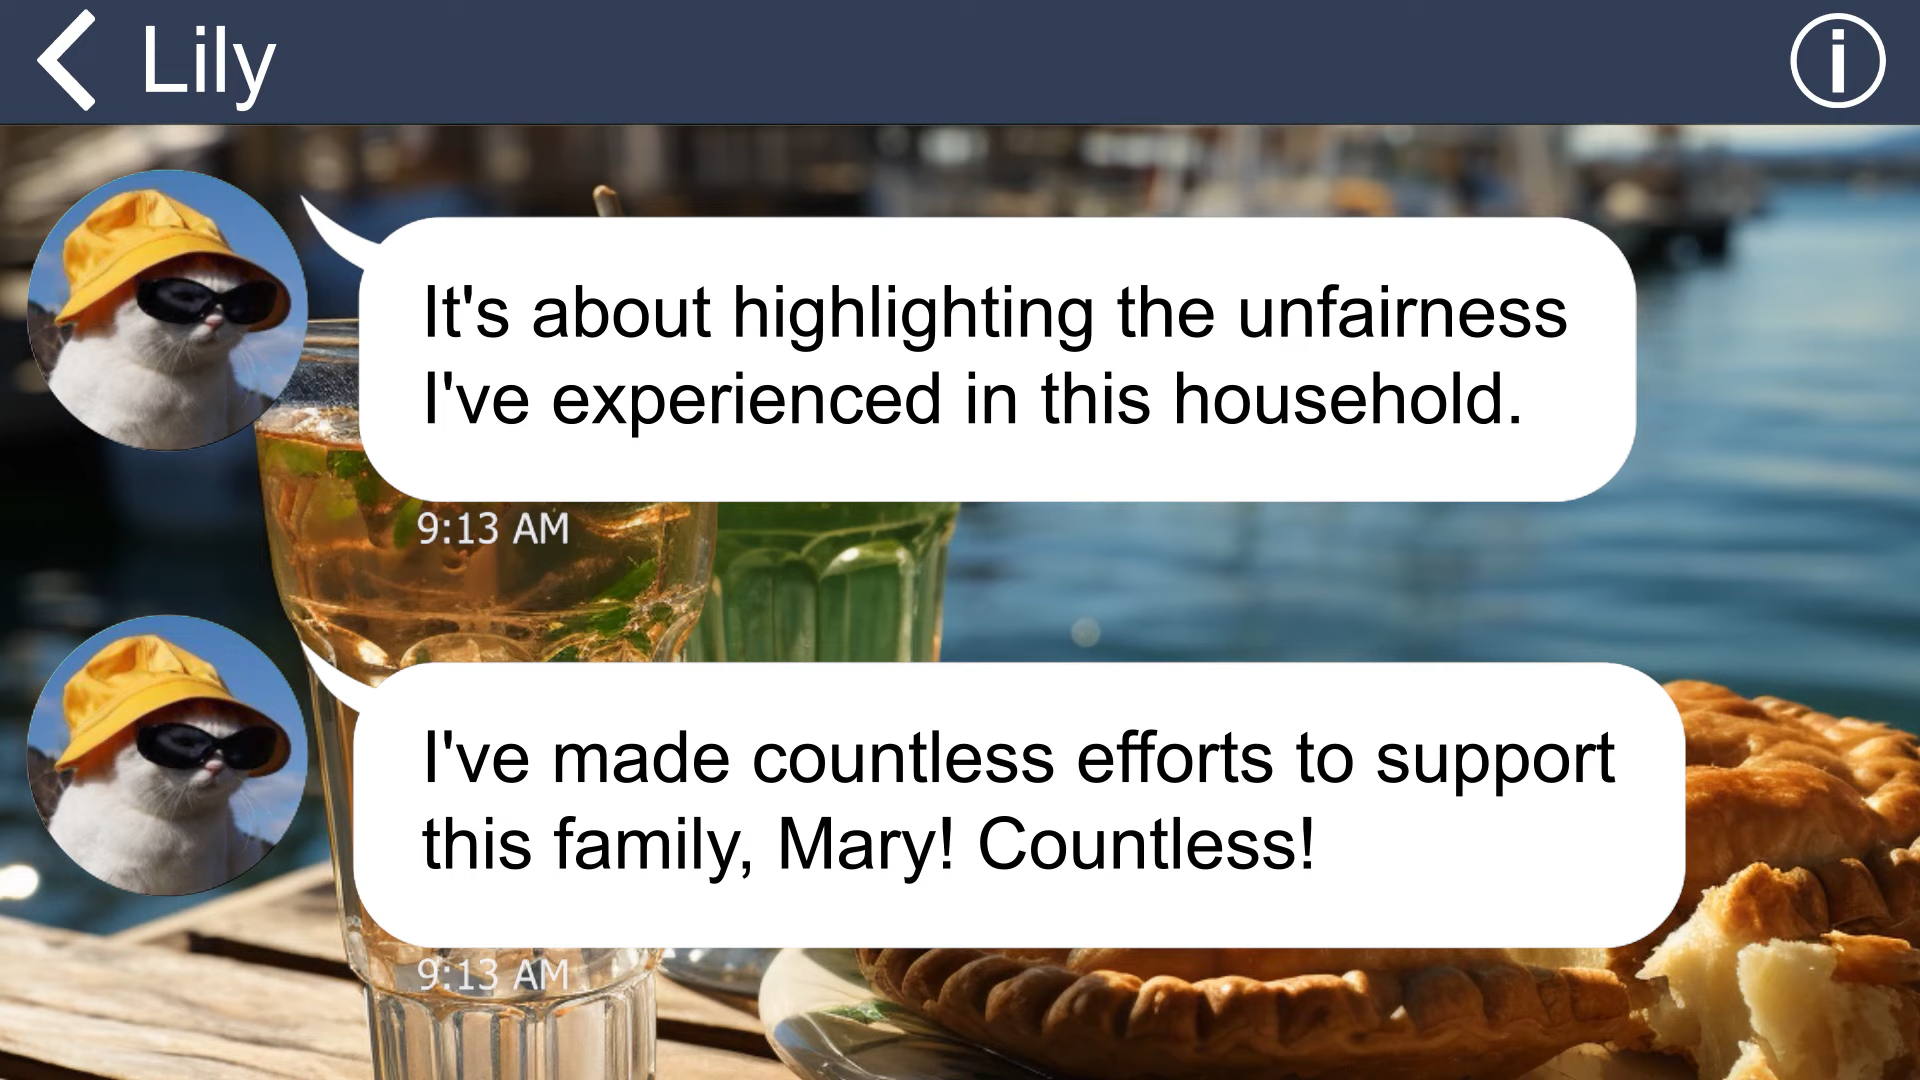 Lily
It's about highlighting the unfairness
I've experienced in this household.
9:13 AM
I've made countless efforts to support
this family, Mary! Countless!
9:13 AM